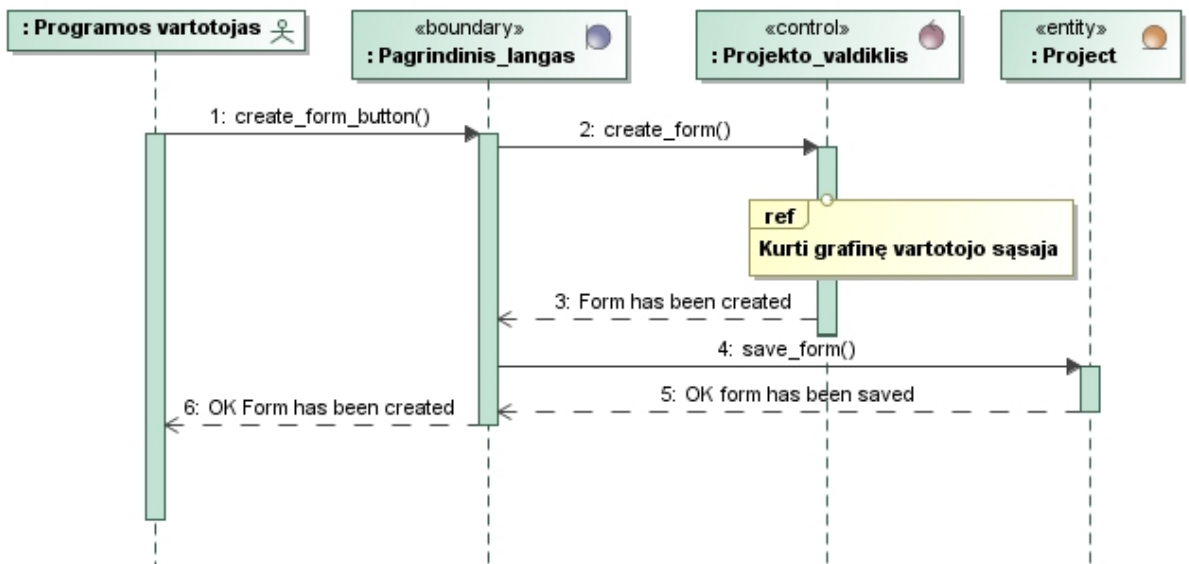 : Programos vartotojas
«boundary»
: Pagrindinis_langas
«control»
: Projekto_valdiklis
«entity»
: Project
1: create_form_button()
2: create_form()
ref
Kurti grafinę vartotojo sąsaja
3: Form has been created
4: save_form()
5: OK form has been saved
6: OK Form has been created